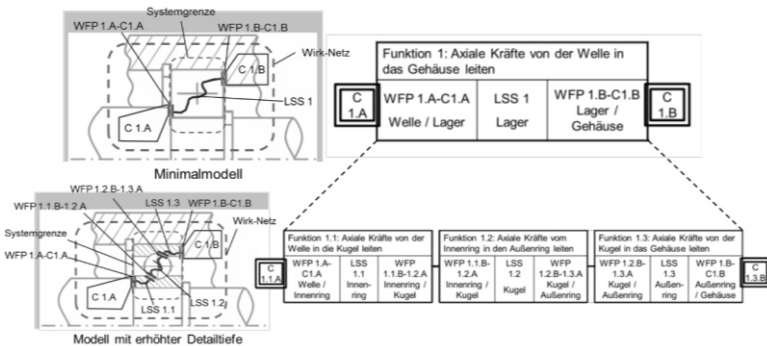 Systemgrenze
WFP 1.A-C1.A
WFP 1.B-C1.B
Wirk-Netz
C 1.B
LSS 1
C 1.A
Minimalmodell
Funktion 1: Axiale Kräfte von der Welle in
das Gehäuse leiten
C
1.A
WFP 1.A-C1.A
Welle / Lager
LSS 1
Lager
WFP 1.B-C1.B
Lager /
Gehäuse
C
1.B
WFP 1.2.B-1.3.A
WFP 1.1.B-1.2.A
LSS 1.3
WFP 1.B-C1.B
Wirk-Netz
Systemgrenze
WFP 1.A-C1.A
C 1.B
C 1.A
LSS 1.1
LSS 1.2
Modell mit erhöhter Detailtiefe
C
1.1.A
Funktion 1.1: Axiale Kräfte von der
Welle in die Kugel leiten
WFP 1.A-
C1.A
Welle /
Innenring
LSS
1.1
Innen-
ring
WFP
1.1.B-1.2.A
Innenring /
Kugel
Funktion 1.2: Axiale Kräfte vom
Innenring in den Außenring leiten
WFP 1.1.B-
1.2.A
Innenring /
Kugel
LSS
1.2
Kugel
WFP
1.2.B-1.3.A
Kugel /
Außenring
Funktion 1.3: Axiale Kräfte von der
Kugel in das Gehäuse leiten
WFP 1.2.B-
1.3.A
Kugel /
Außenring
LSS
1.3
Außen-
ring
WFP 1.B-
C1.B
Außenring
/ Gehäuse
C
1.3.B